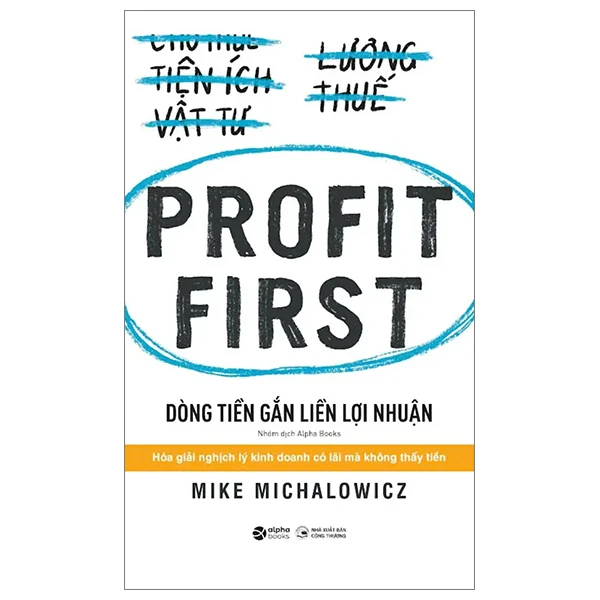 TIỆN ÍCH
VẬT TƯ
LƯƠNG
THUẾ
PROFIT
FIRST
DÒNG TIỀN GẮN LIỀN LỢI NHUẬN
Nhóm dịch Alpha Books
Hóa giải nghịch lý kinh doanh có lãi mà không thấy tiền
MIKE MICHALOWICZ
alpha
books
NHÀ XUẤT BẢN
CÔNG THƯƠNG